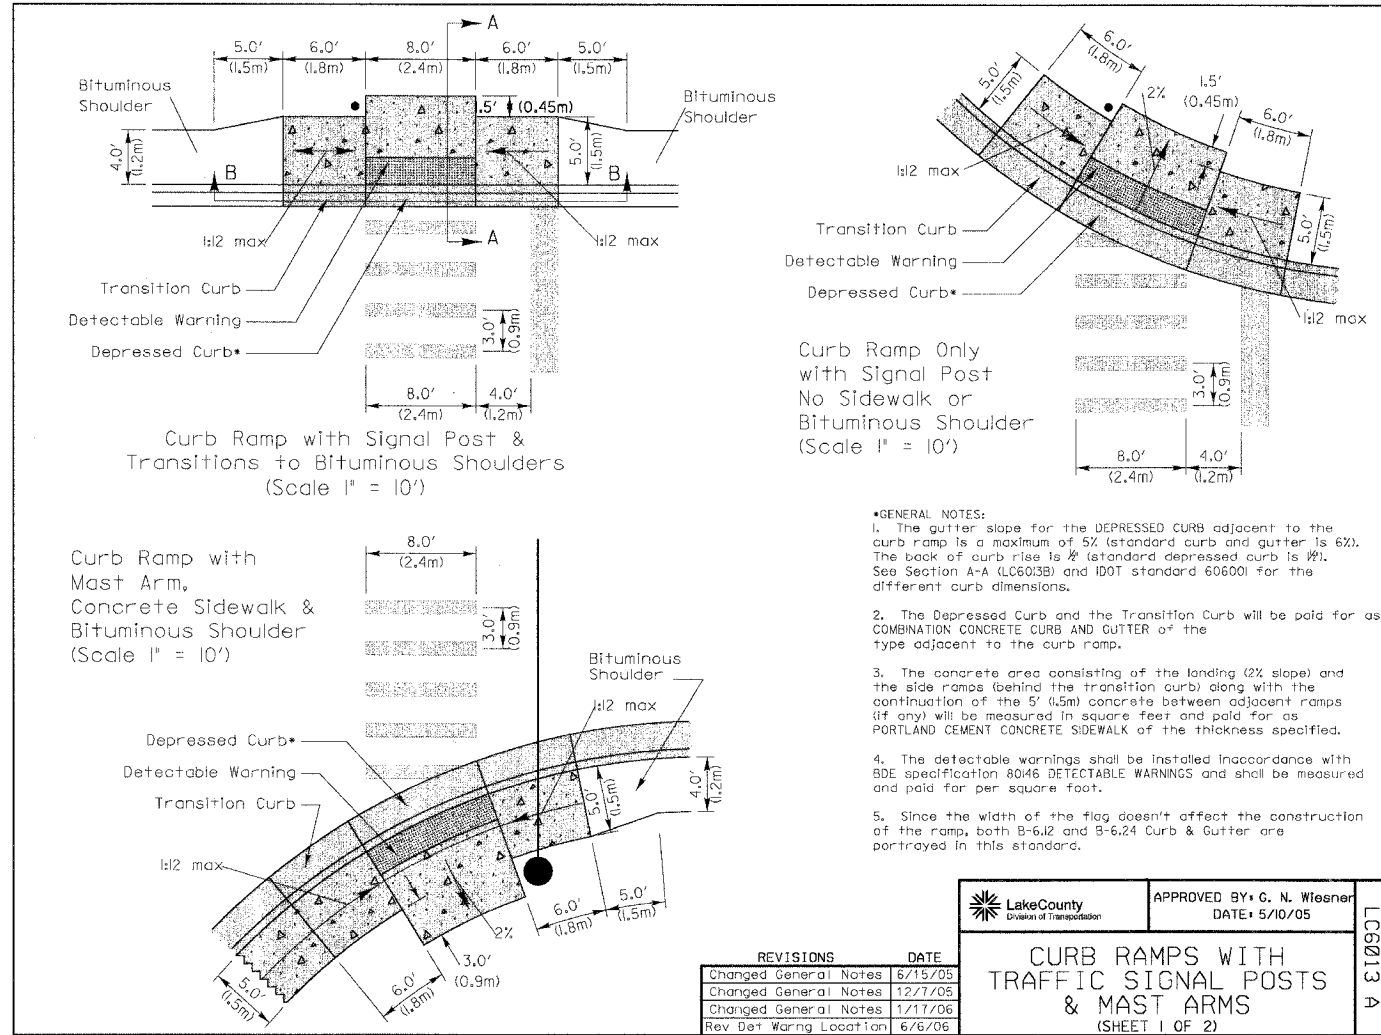 A
5.0'
6.0'
8.0'
6.0'
5.0'
(1.5m)
(1.8m)
(2.4m)
(1.8m)
(1.5m)
Bituminous
Shoulder
.5'
(0.45m)
Bituminous
Shoulder
4.0'
(1.2m)
5.0'
(1.5m)
B
B
1:12 max
A
1:12 max
Transition Curb
Detectable Warning
Depressed Curb*
3.0'
(0.9m)
8.0'
(2.4m)
4.0'
(1.2m)
Curb Ramp with Signal Post &
Transitions to Bituminous Shoulders
(Scale 1" = 10')
6.0'
(1.8m)
5.0'
(1.5m)
2%
1.5'
(0.45m)
6.0'
(1.8m)
1:12 max
Transition Curb
Detectable Warning
Depressed Curb*
5.0'
(1.5m)
1:12 max
Curb Ramp Only
with Signal Post
No Sidewalk or
Bituminous Shoulder
(Scale 1" = 10')
3.0'
(0.9m)
8.0'
(2.4m)
4.0'
(1.2m)
Curb Ramp with
Mast Arm,
Concrete Sidewalk &
Bituminous Shoulder
(Scale 1" = 10')
8.0'
(2.4m)
3.0'
(0.9m)
Bituminous
Shoulder
1:12 max
Depressed Curb*
Detectable Warning
Transition Curb
1:12 max
5.0'
(1.5m)
4.0'
(1.2m)
2%
6.0'
(1.8m)
5.0'
(1.5m)
3.0'
(0.9m)
6.0'
(1.8m)
5.0'
(1.5m)
*GENERAL NOTES:
1. The gutter slope for the DEPRESSED CURB adjacent to the
curb ramp is a maximum of 5% (standard curb and gutter is 6%).
The back of curb rise is (standard depressed curb is ).
See Section A-A (LC6013B) and IDOT standard 606001 for the
different curb dimensions.
2. The Depressed Curb and the Transition Curb will be paid for as
COMBINATION CONCRETE CURB AND GUTTER of the
type adjacent to the curb ramp.
3. The concrete area consisting of the landing (2% slope) and
the side ramps (behind the transition curb) along with the
continuation of the 5' (1.5m) concrete between adjacent ramps
(if any) will be measured in square feet and paid for as
PORTLAND CEMENT CONCRETE SIDEWALK of the thickness specified.
4. The detectable warnings shall be installed inaccordance with
BDE specification 80146 DETECTABLE WARNINGS and shall be measured
and paid for per square foot.
5. Since the width of the flag doesn't affect the construction
of the ramp, both B-6.12 and B-6.24 Curb & Gutter are
portrayed in this standard.
REVISIONS DATE
Changed General Notes 6/15/05
Changed General Notes 12/7/05
Changed General Notes 1/17/06
Rev Det Warng Location 6/6/06
LakeCounty
Division of Transportation
APPROVED BY: G. N. Wiesner
DATE: 5/10/05
CURB RAMPS WITH
TRAFFIC SIGNAL POSTS
& MAST ARMS
(SHEET 1 OF 2)
LC6013 A